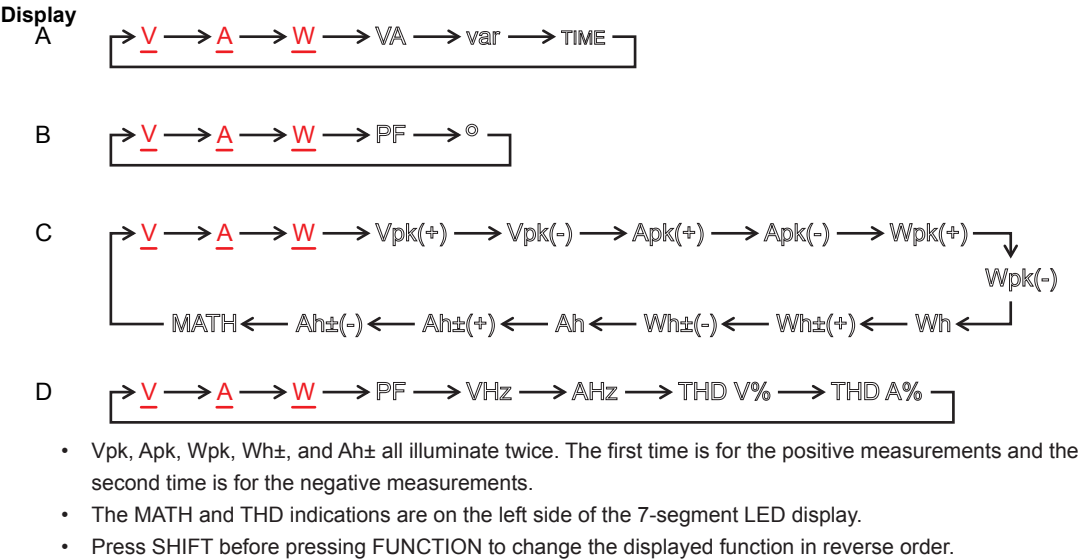 Display
A V A W VA var TIME
B V A W PF °
C V A W Vpk(+) Vpk(-) Apk(+) Apk(-) Wpk(+)
Wpk(-)
MATH Ah±(-) Ah±(+) Ah Wh±(-) Wh±(+) Wh
D V A W PF VHz AHz THD V% THD A%
• Vpk, Apk, Wpk, Wh±, and Ah± all illuminate twice. The first time is for the positive measurements and the
second time is for the negative measurements.
• The MATH and THD indications are on the left side of the 7-segment LED display.
• Press SHIFT before pressing FUNCTION to change the displayed function in reverse order.